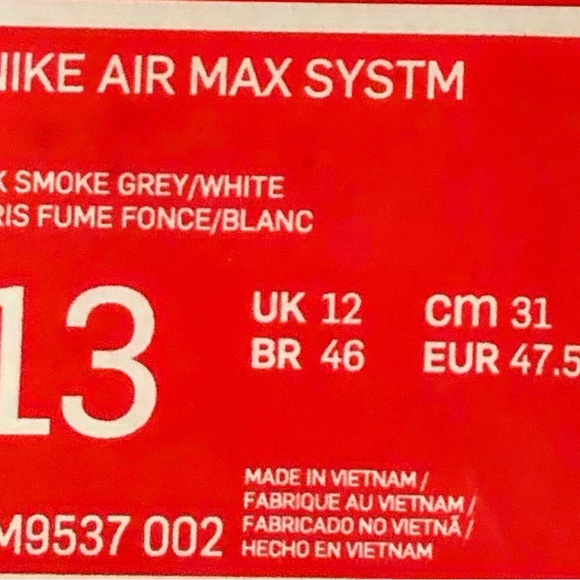 NIKE AIR MAX SYSTM
K SMOKE GREY/WHITE
RIS FUME FONCE/BLANC
13
UK 12 cm 31
BR 46 EUR 47.5
MADE IN VIETNAM /
FABRIQUE AU VIETNAM /
FABRICADO NO VIETNÃ /
HECHO EN VIETNAM
M9537 002